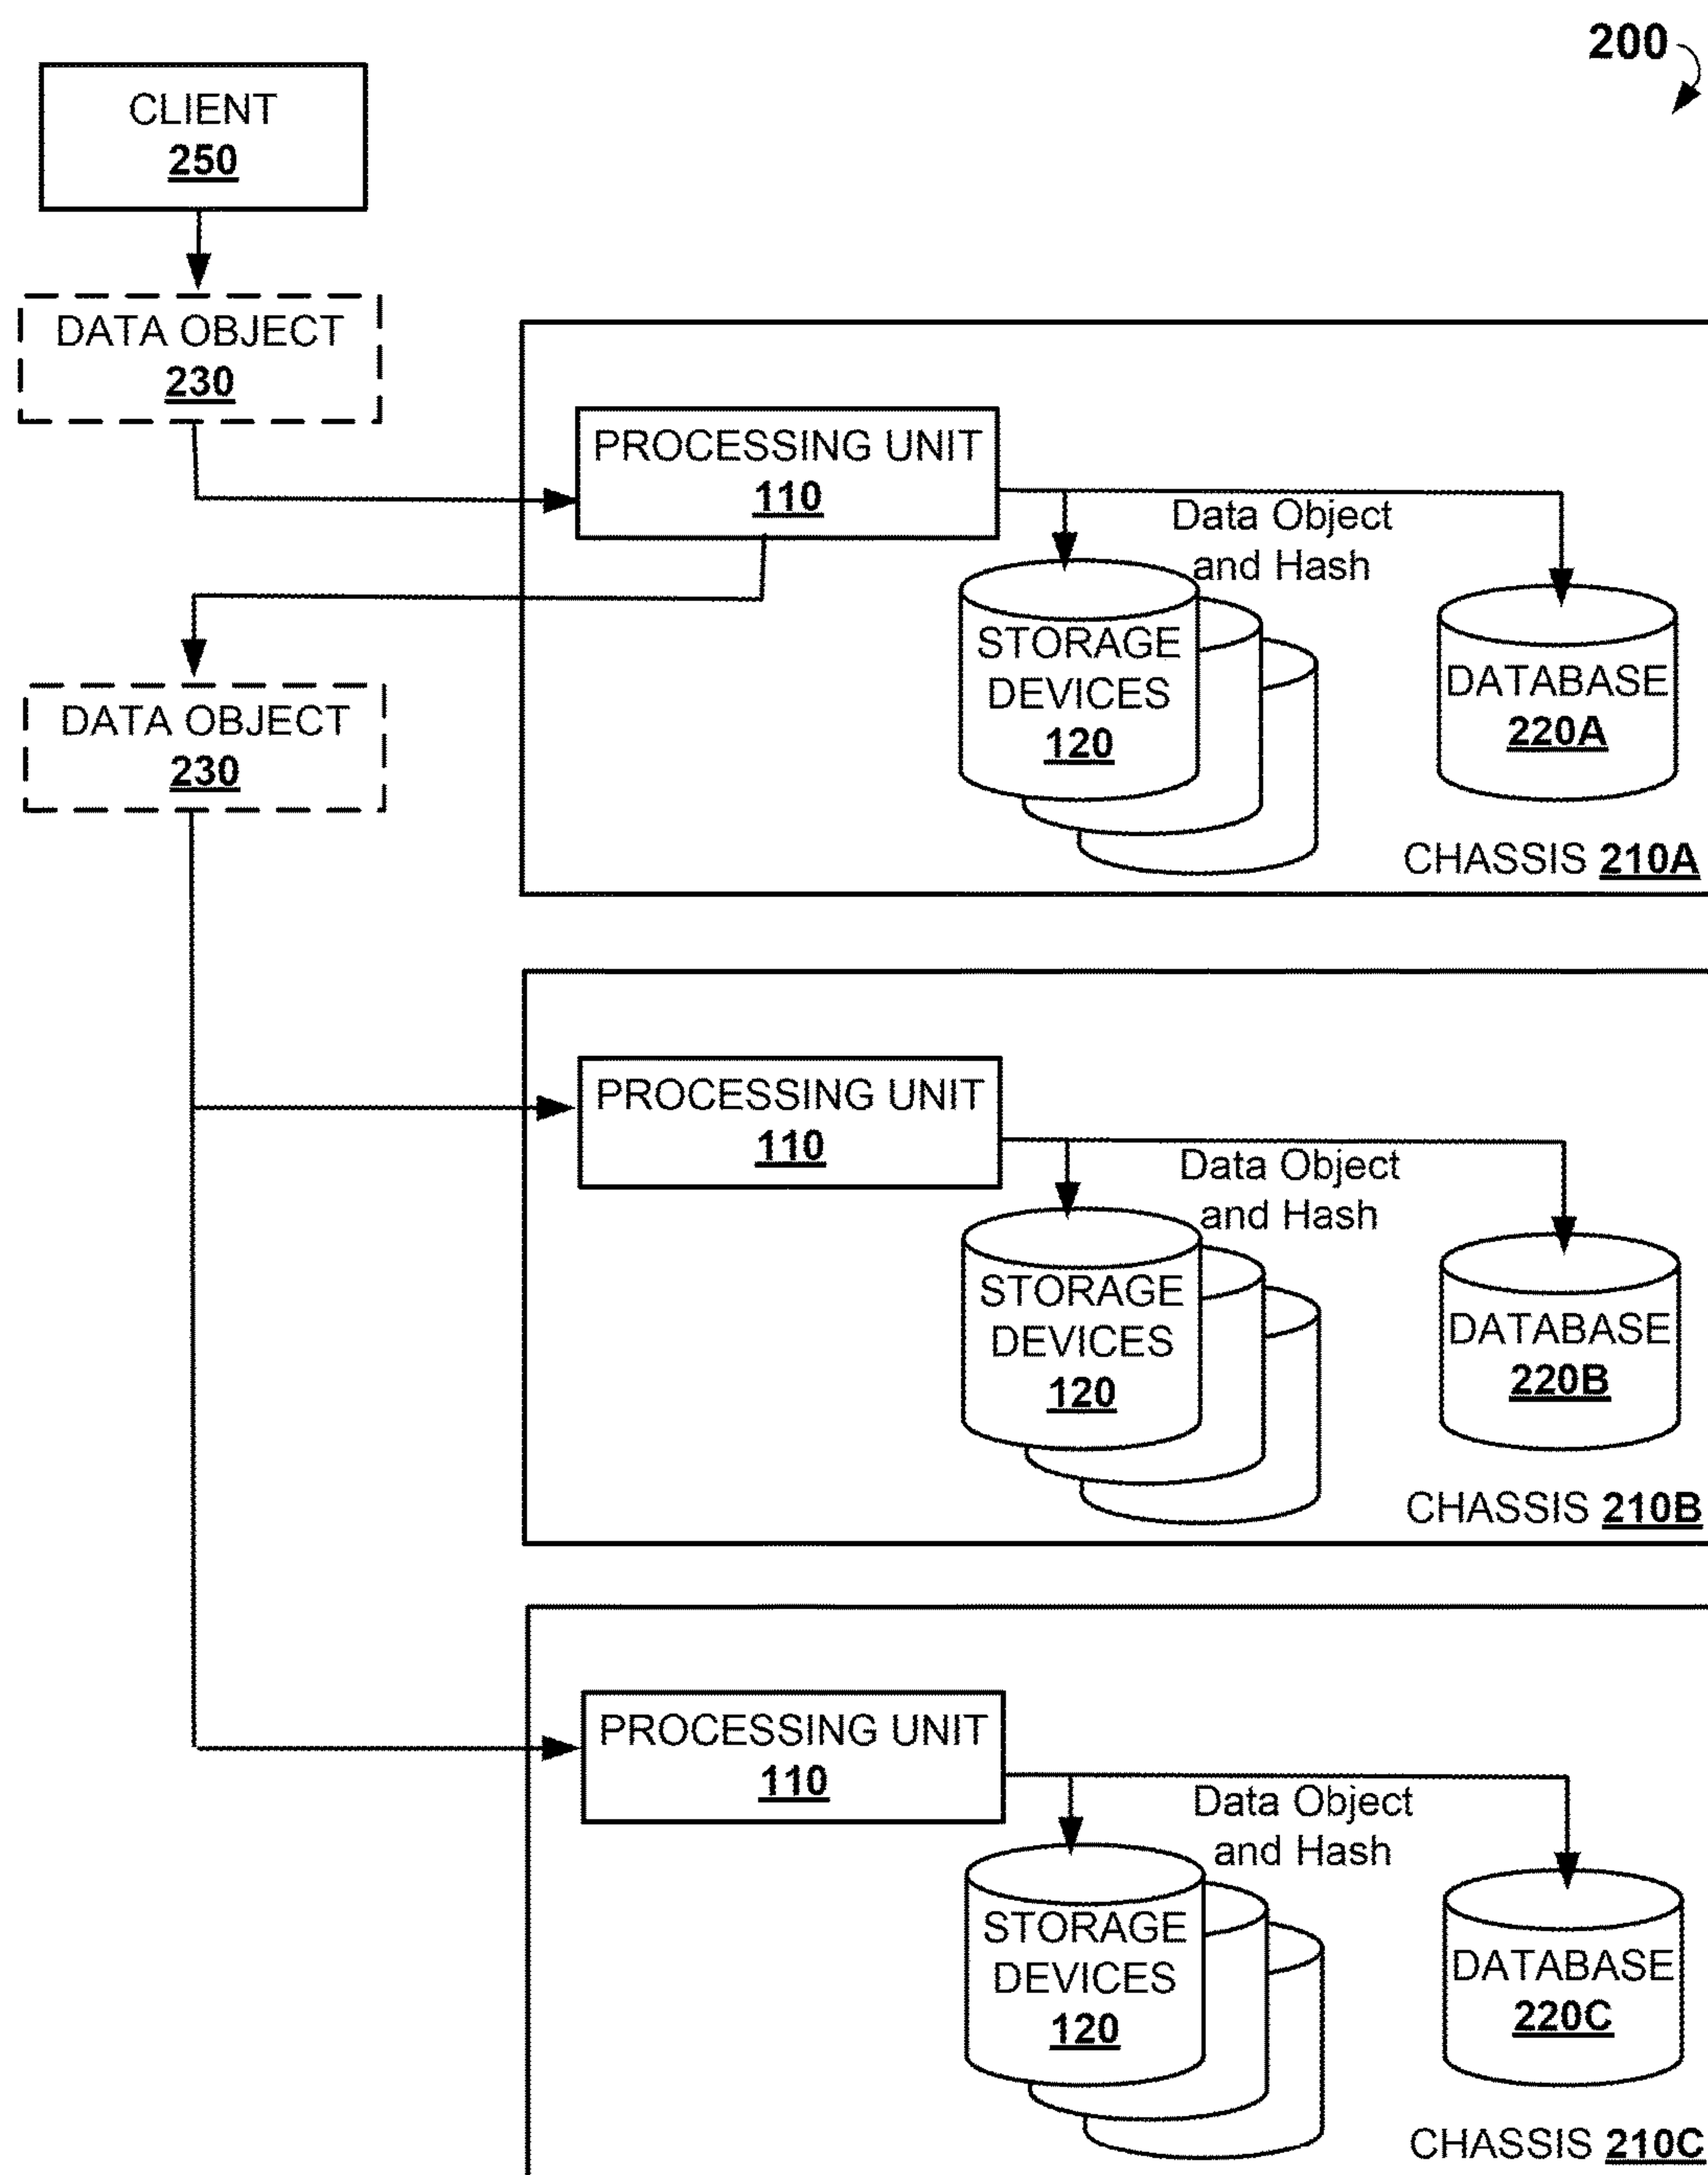 200
CLIENT
250
DATA OBJECT
230
PROCESSING UNIT
110
Data Object
and Hash
STORAGE
DEVICES
120
DATABASE
220A
CHASSIS 210A
DATA OBJECT
230
PROCESSING UNIT
110
Data Object
and Hash
STORAGE
DEVICES
120
DATABASE
220B
CHASSIS 210B
PROCESSING UNIT
110
Data Object
and Hash
STORAGE
DEVICES
120
DATABASE
220C
CHASSIS 210C